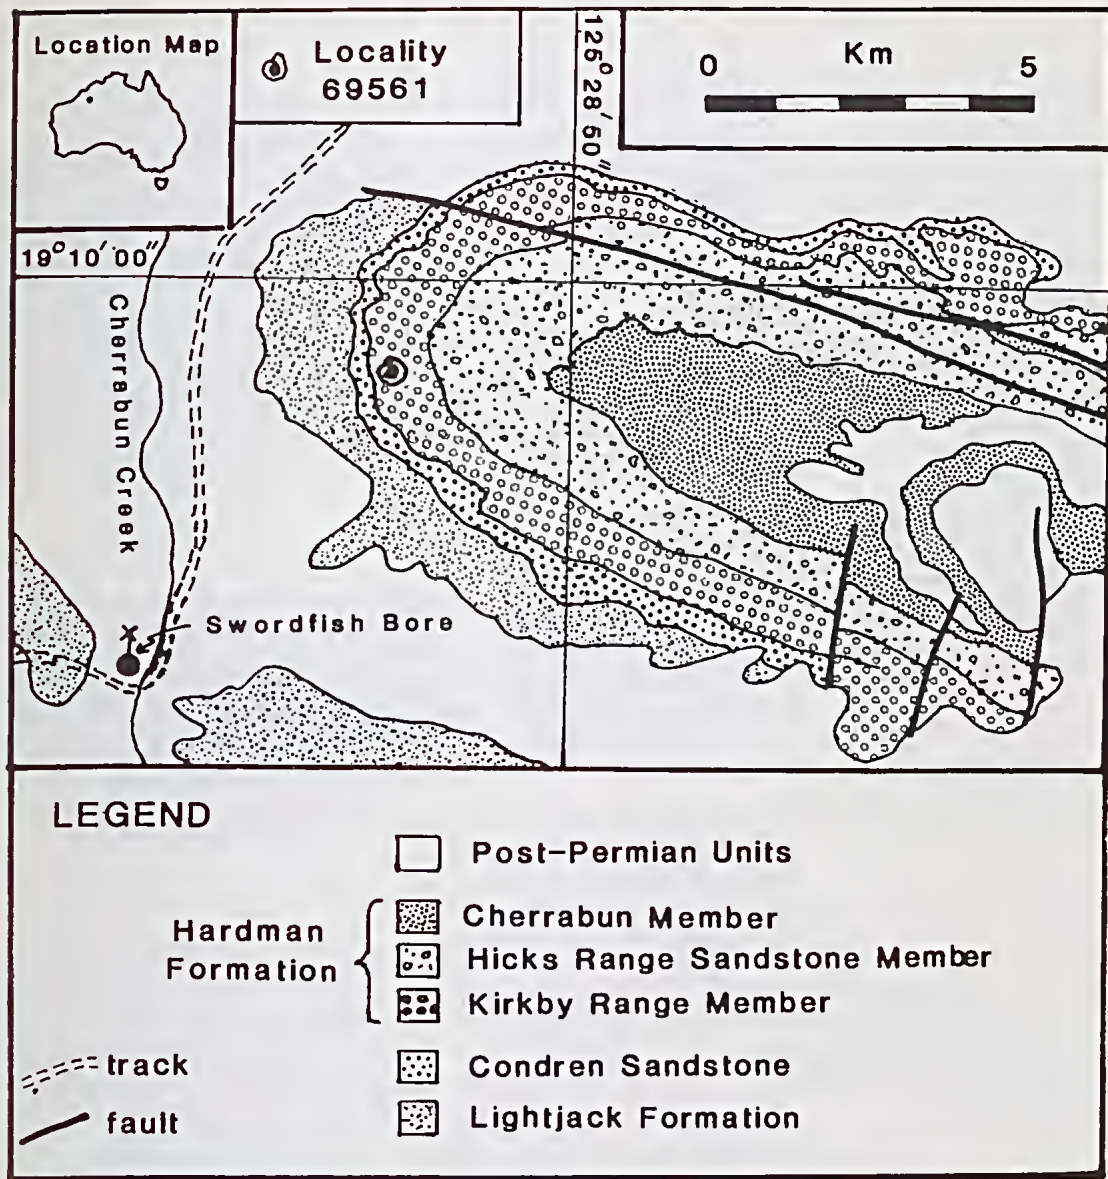 Location Map
Locality
69561
125° 28′ 50″
Km
0 5
19° 10′ 00″
Cherrabun Creek
Swordfish Bore
LEGEND
Post-Permian Units
Hardman
Formation
Cherrabun Member
Hicks Range Sandstone Member
Kirkby Range Member
Condren Sandstone
Lightjack Formation
track
fault